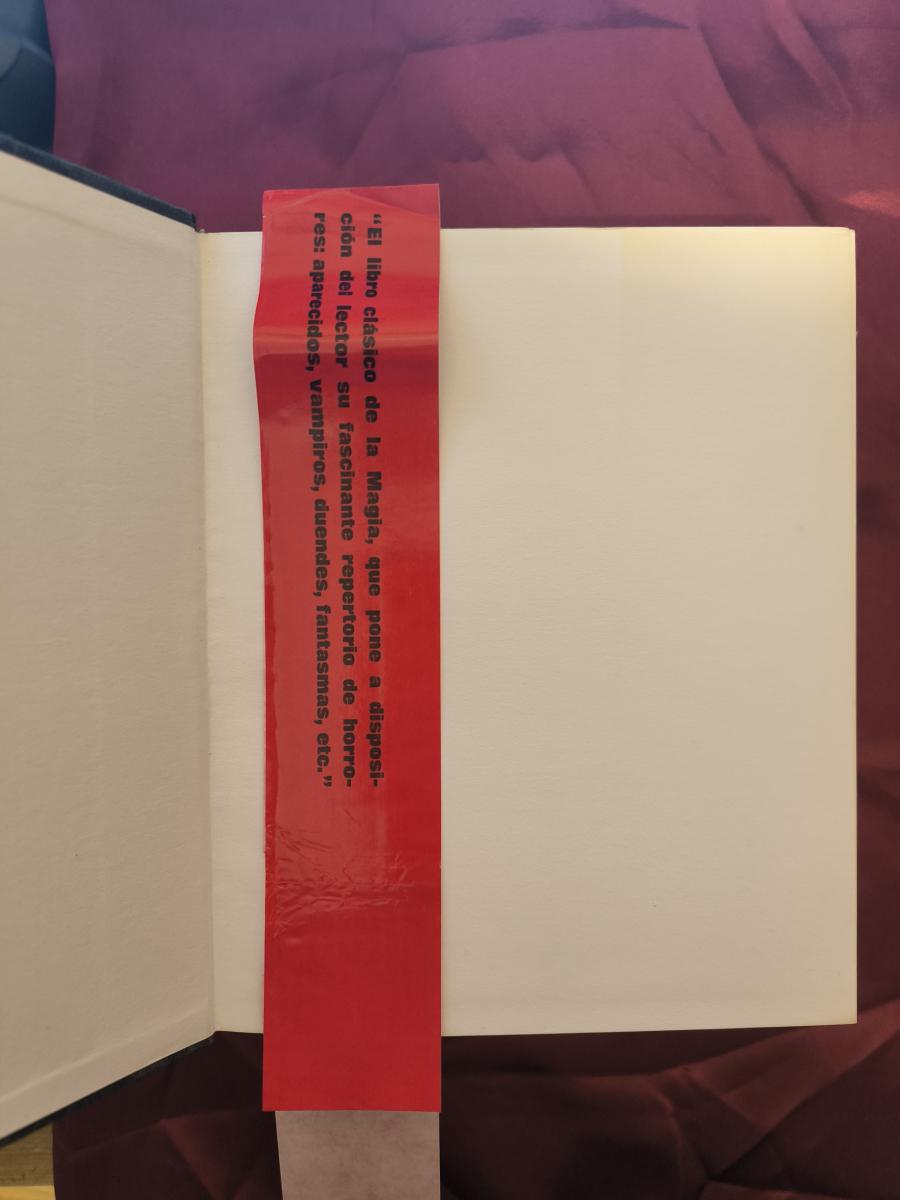 “El libro clásico de la Magia, que pone a disposi-
ción del lector su fascinante repertorio de horro-
res: aparecidos, vampiros, duendes, fantasmas, etc.”